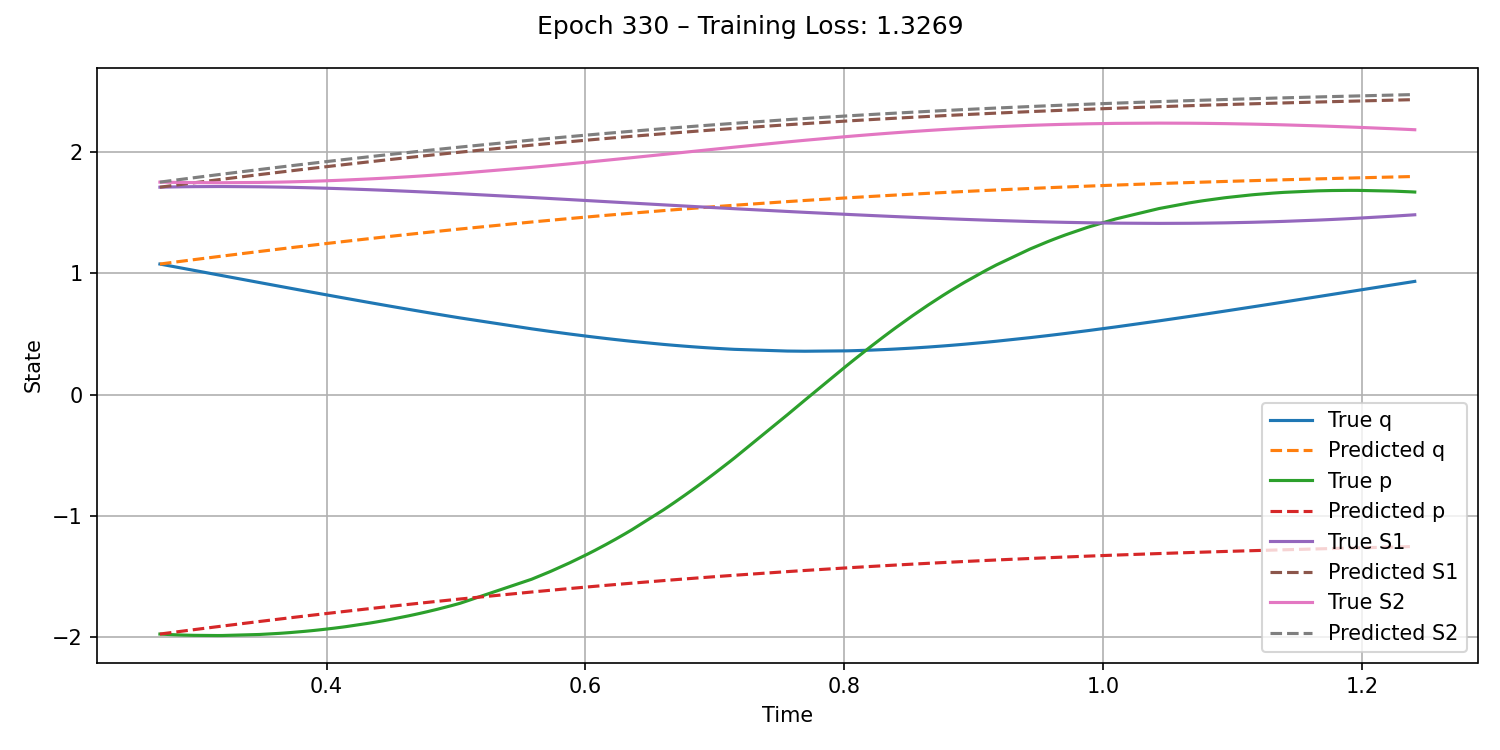 Epoch 330 – Training Loss: 1.3269
State
2
1
0
−1
−2
True q
Predicted q
True p
Predicted p
True S1
Predicted S1
True S2
Predicted S2
0.4 0.6 0.8 1.0 1.2
Time